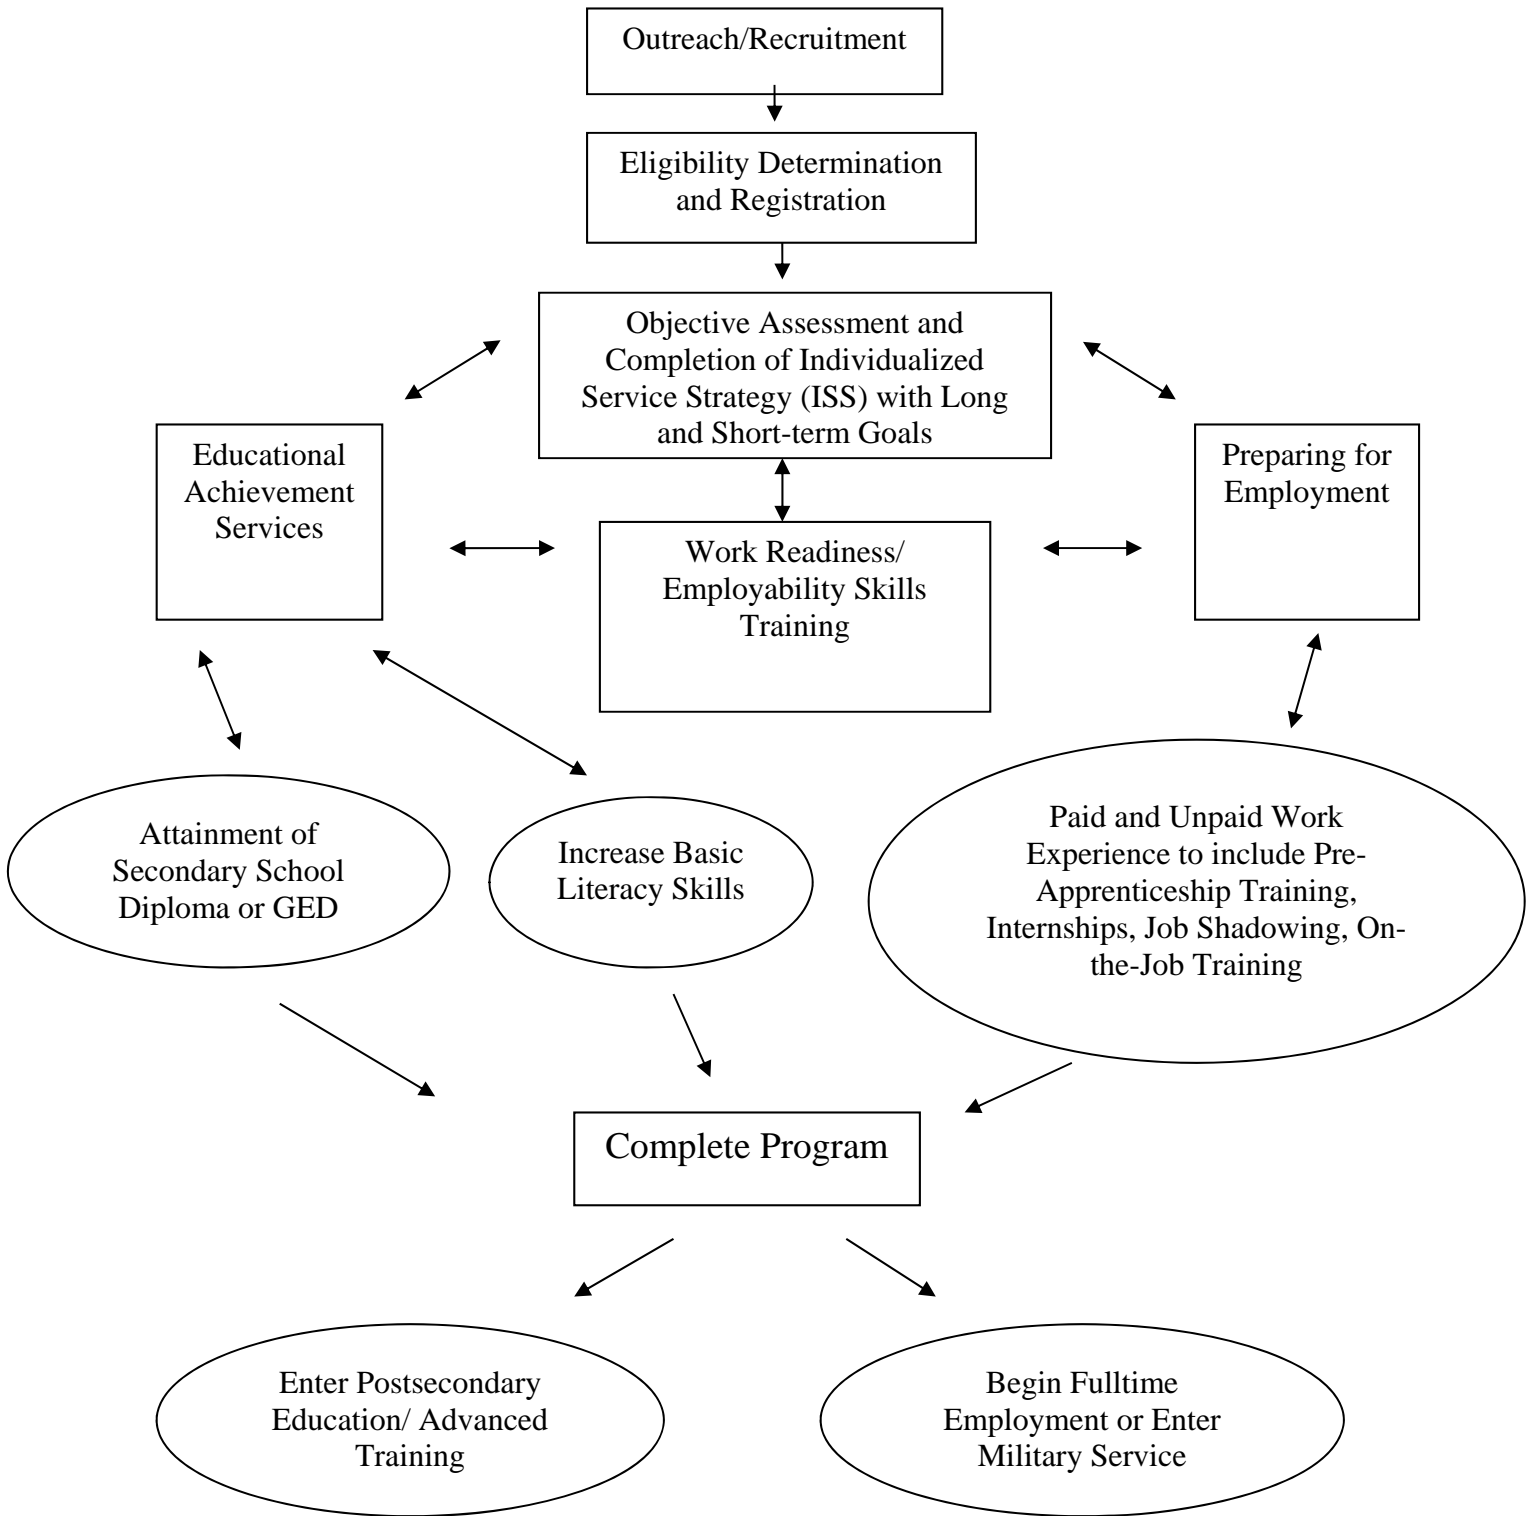 Outreach/Recruitment
Eligibility Determination
and Registration
Objective Assessment and
Completion of Individualized
Service Strategy (ISS) with Long
and Short-term Goals
Educational
Achievement
Services
Preparing for
Employment
Work Readiness/
Employability Skills
Training
Attainment of
Secondary School
Diploma or GED
Increase Basic
Literacy Skills
Paid and Unpaid Work
Experience to include Pre-
Apprenticeship Training,
Internships, Job Shadowing, On-
the-Job Training
Complete Program
Enter Postsecondary
Education/ Advanced
Training
Begin Fulltime
Employment or Enter
Military Service